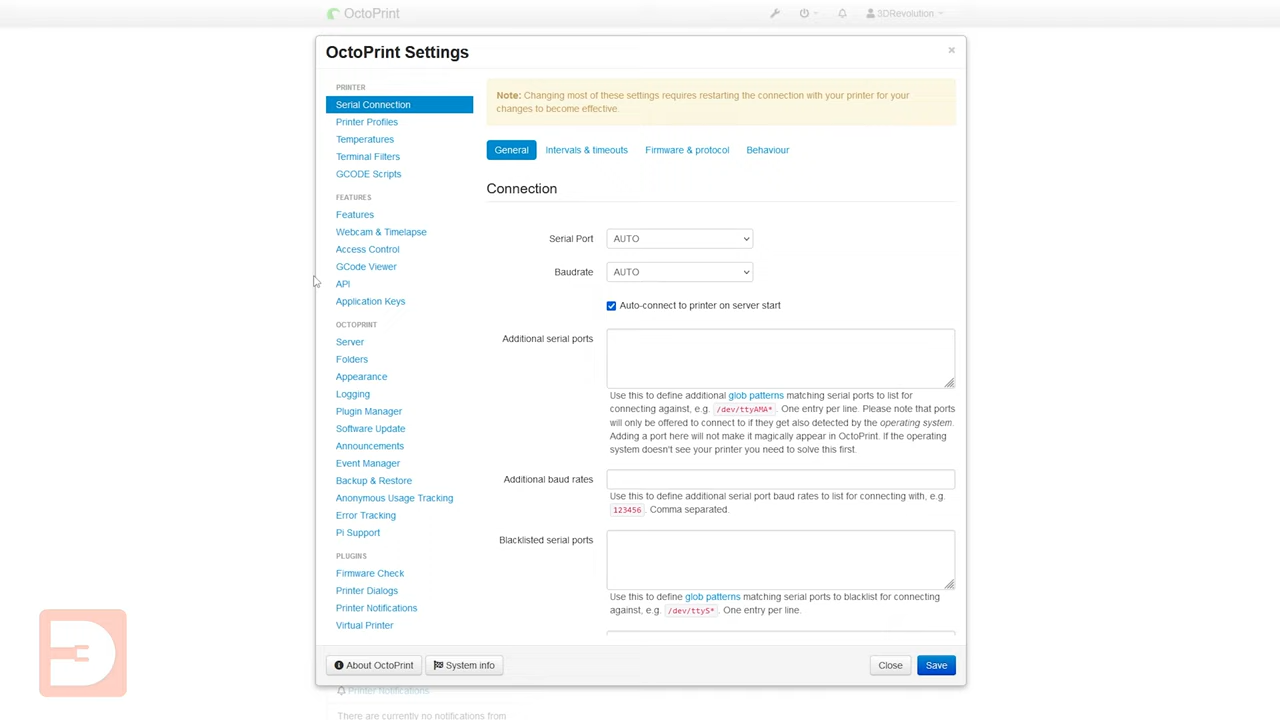 OctoPrint
3DRevolution
OctoPrint Settings
×
PRINTER
Serial Connection
Printer Profiles
Temperatures
Terminal Filters
GCODE Scripts
FEATURES
Features
Webcam & Timelapse
Access Control
GCode Viewer
API
Application Keys
OCTOPRINT
Server
Folders
Appearance
Logging
Plugin Manager
Software Update
Announcements
Event Manager
Backup & Restore
Anonymous Usage Tracking
Error Tracking
Pi Support
PLUGINS
Firmware Check
Printer Dialogs
Printer Notifications
Virtual Printer
Note: Changing most of these settings requires restarting the connection with your printer for your
changes to become effective.
General Intervals & timeouts Firmware & protocol Behaviour
Connection
Serial Port AUTO
Baudrate AUTO
Auto-connect to printer on server start
Additional serial ports
Use this to define additional glob patterns matching serial ports to list for
connecting against, e.g. /dev/ttyAMA* . One entry per line. Please note that ports
will only be offered to connect to if they get also detected by the operating system.
Adding a port here will not make it magically appear in OctoPrint. If the operating
system doesn't see your printer you need to solve this first.
Additional baud rates
Use this to define additional serial port baud rates to list for connecting with, e.g.
123456 . Comma separated.
Blacklisted serial ports
Use this to define glob patterns matching serial ports to blacklist for connecting
against, e.g. /dev/ttyS* . One entry per line.
About OctoPrint System info Close Save
Printer Notifications
There are currently no notifications from